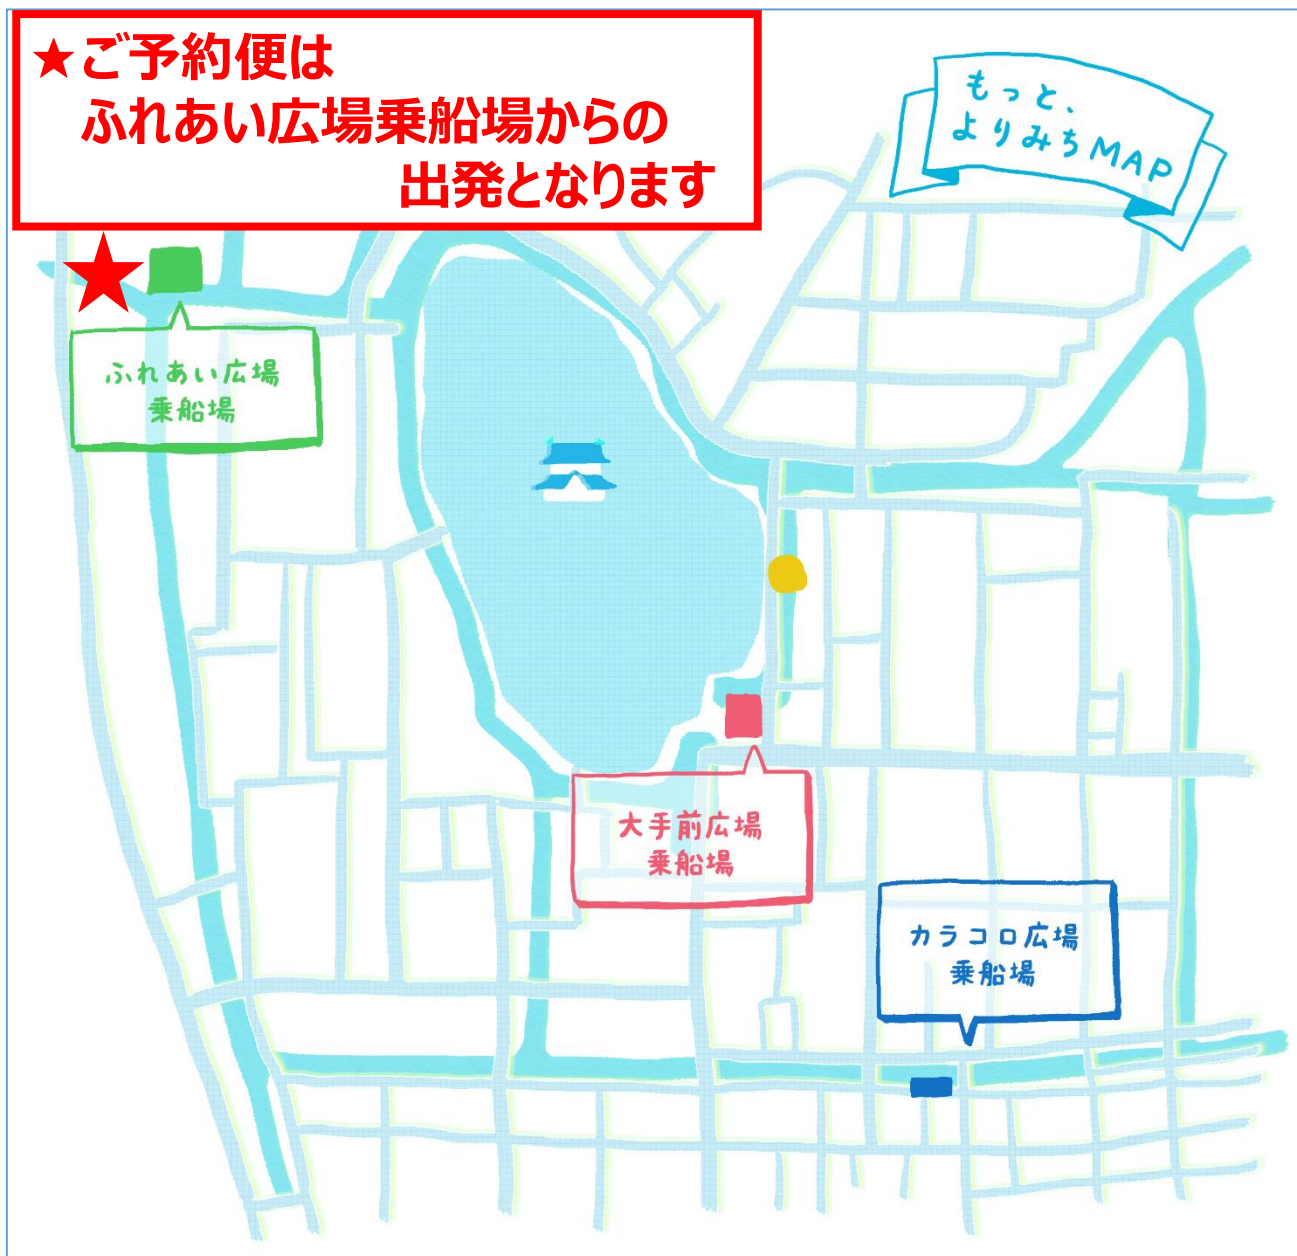 ★ご予約便は
ふれあい広場乗船場からの
出発となります
もっと、
よりみちMAP
ふれあい広場
乗船場
大手前広場
乗船場
カラコロ広場
乗船場